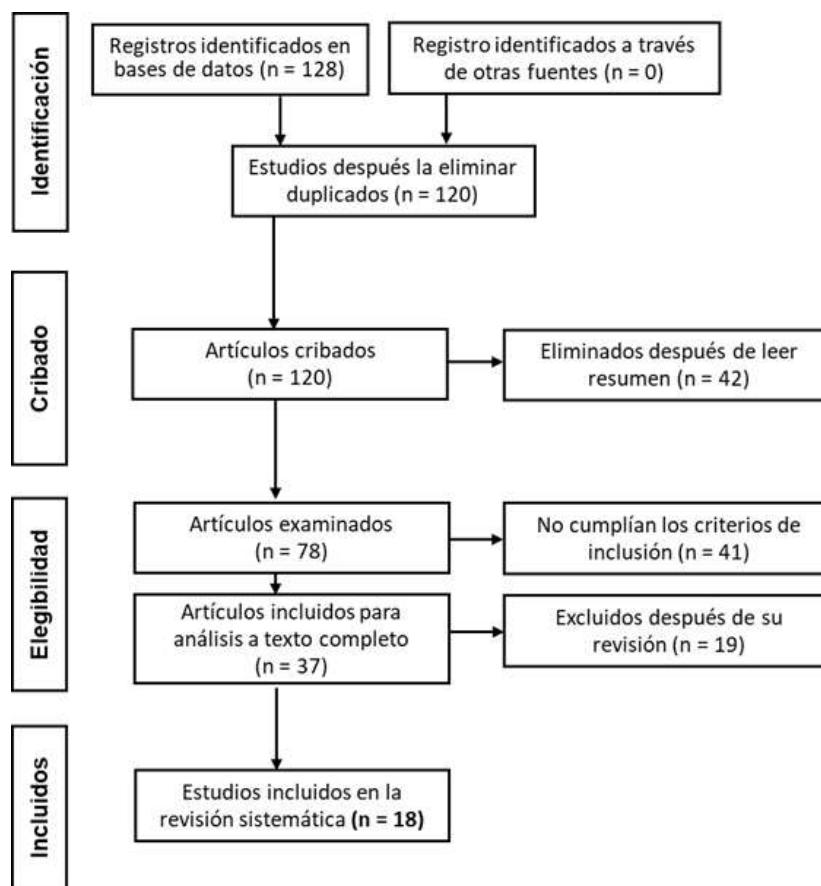 Identificación
Registros identificados en
bases de datos (n = 128)
Registro identificados a través
de otras fuentes (n = 0)
Estudios después la eliminar
duplicados (n = 120)
Cribado
Artículos cribados
(n = 120)
Eliminados después de leer
resumen (n = 42)
Elegibilidad
Artículos examinados
(n = 78)
No cumplían los criterios de
inclusión (n = 41)
Artículos incluidos para
análisis a texto completo
(n = 37)
Excluidos después de su
revisión (n = 19)
Incluidos
Estudios incluidos en la
revisión sistemática (n = 18)